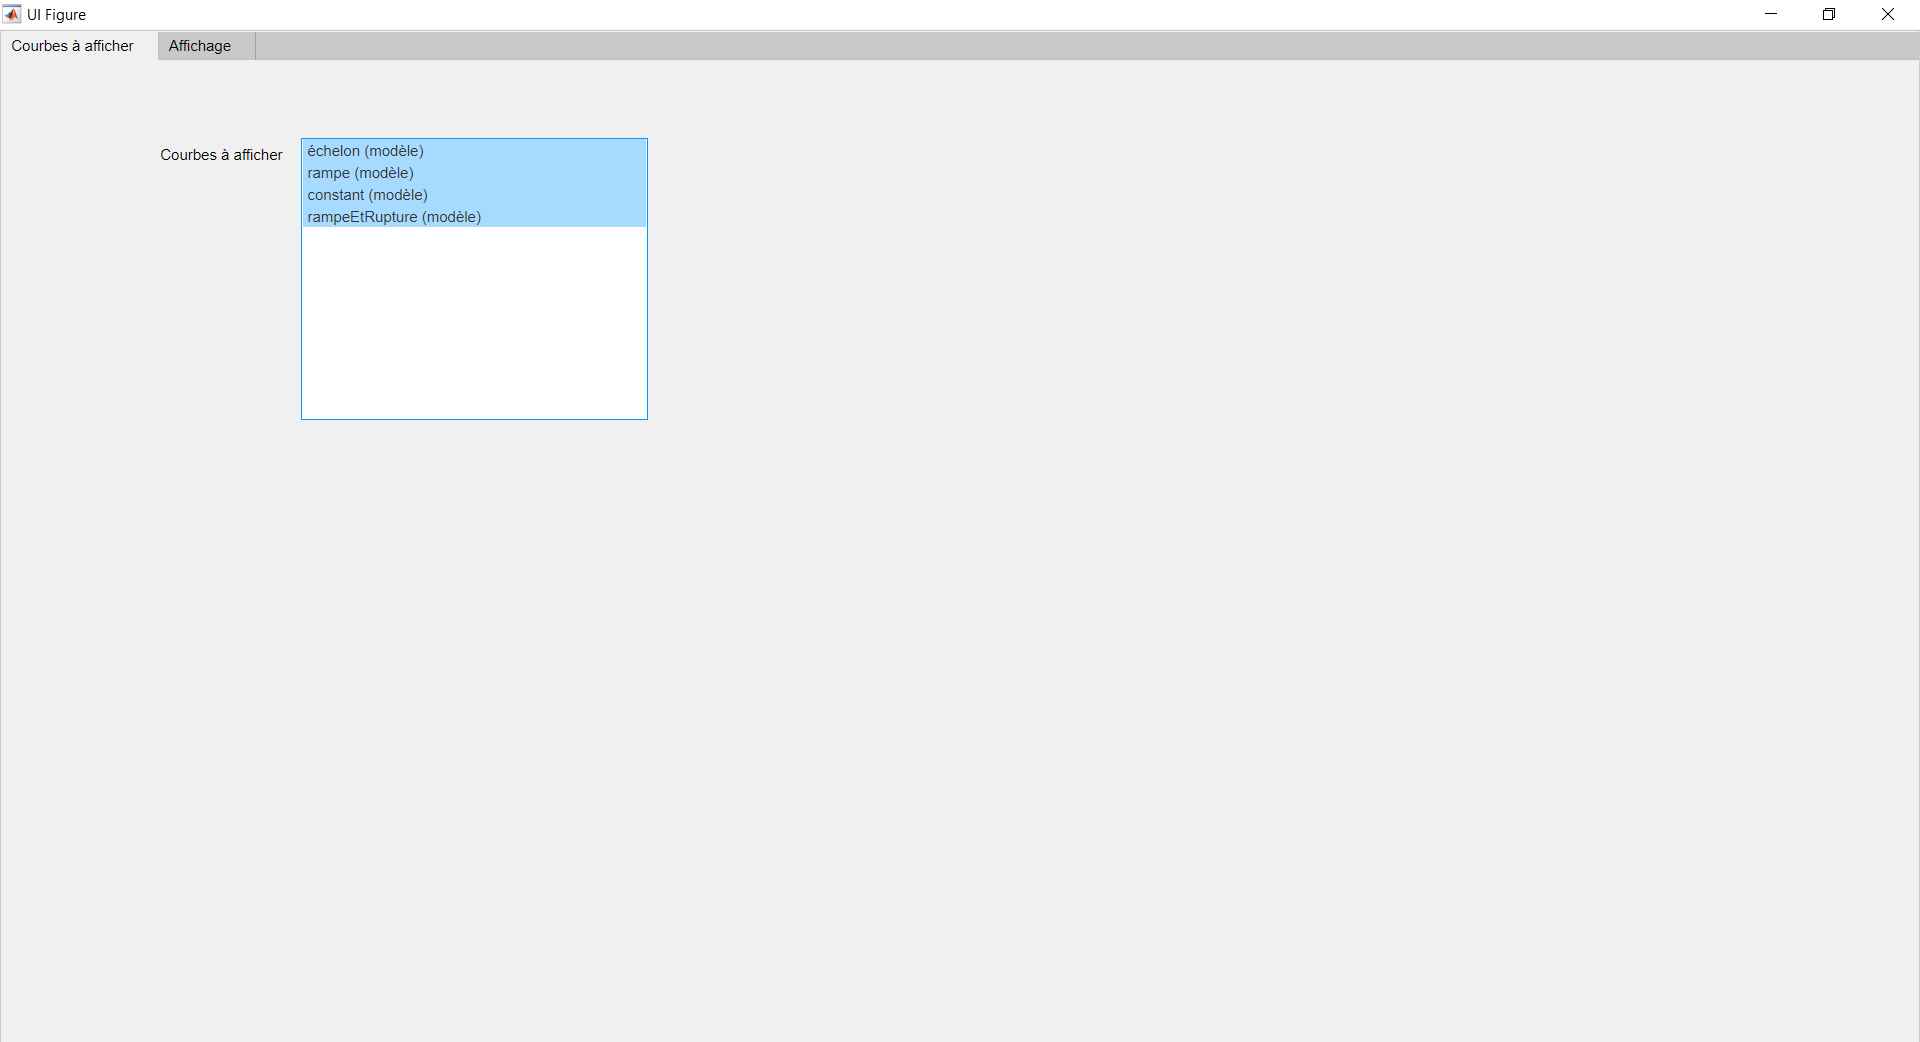 UI Figure
Courbes à afficher
Affichage
Courbes à afficher
échelon (modèle)
rampe (modèle)
constant (modèle)
rampeEtRupture (modèle)